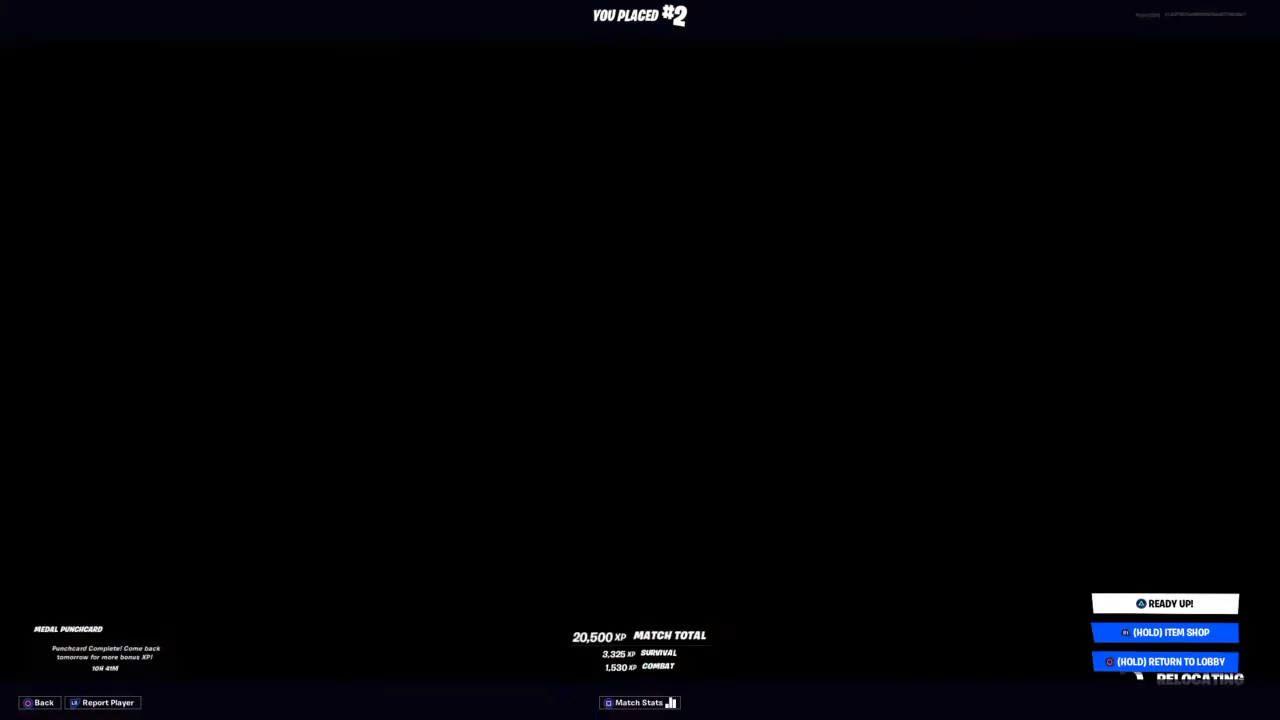 YOU PLACED #2
MEDAL PUNCHCARD
Punchcard Complete! Come back
tomorrow for more bonus XP!
10H 41M
20,500 XP MATCH TOTAL
3,325 XP SURVIVAL
1,530 XP COMBAT
READY UP!
(HOLD) ITEM SHOP
(HOLD) RETURN TO LOBBY
RELOCATING
Back
Report Player
Match Stats